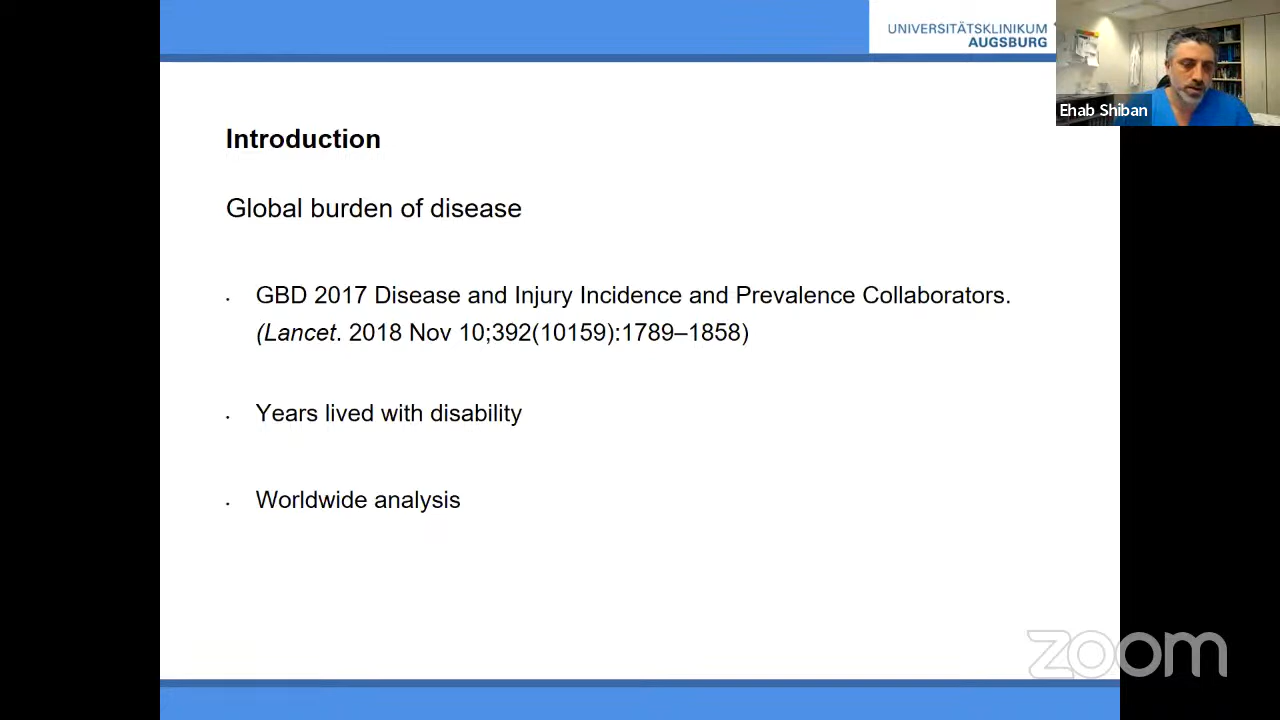 UNIVERSITÄTSKLINIKUM
AUGSBURG
Ehab Shiban
Introduction
Global burden of disease
· GBD 2017 Disease and Injury Incidence and Prevalence Collaborators.
(Lancet. 2018 Nov 10;392(10159):1789–1858)
· Years lived with disability
· Worldwide analysis
zoom